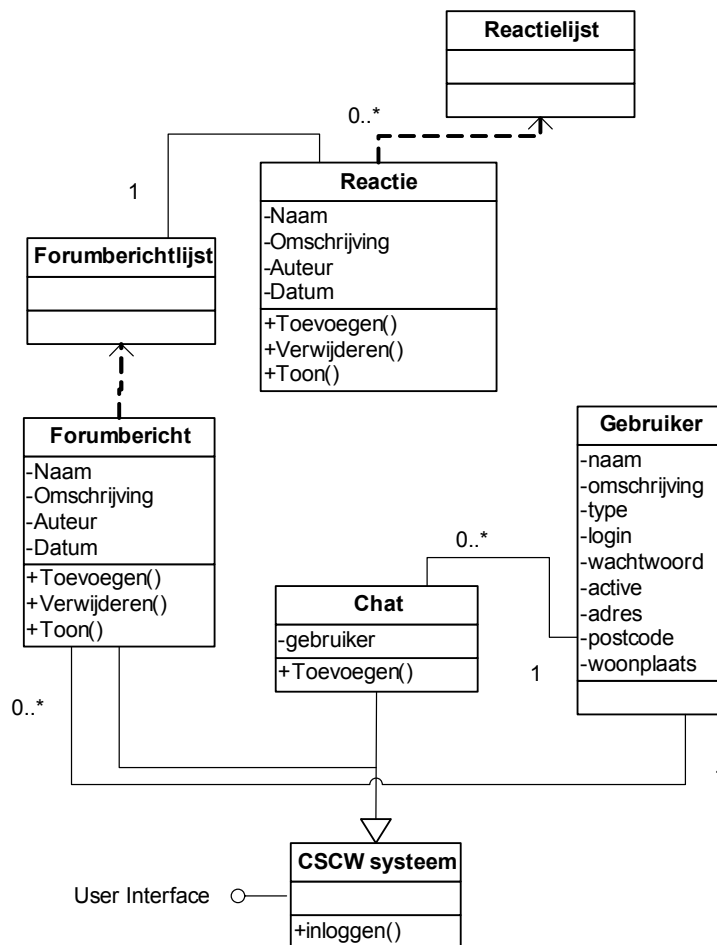 Reactielijst
0..*
Reactie
-Naam
-Omschrijving
-Auteur
-Datum
+Toevoegen()
+Verwijderen()
+Toon()
1
Forumberichtlijst
Forumbericht
-Naam
-Omschrijving
-Auteur
-Datum
+Toevoegen()
+Verwijderen()
+Toon()
0..*
Gebruiker
-naam
-omschrijving
-type
-login
-wachtwoord
-active
-adres
-postcode
-woonplaats
0..*
Chat
-gebruiker
+Toevoegen()
1
CSCW systeem
+inloggen()
User Interface